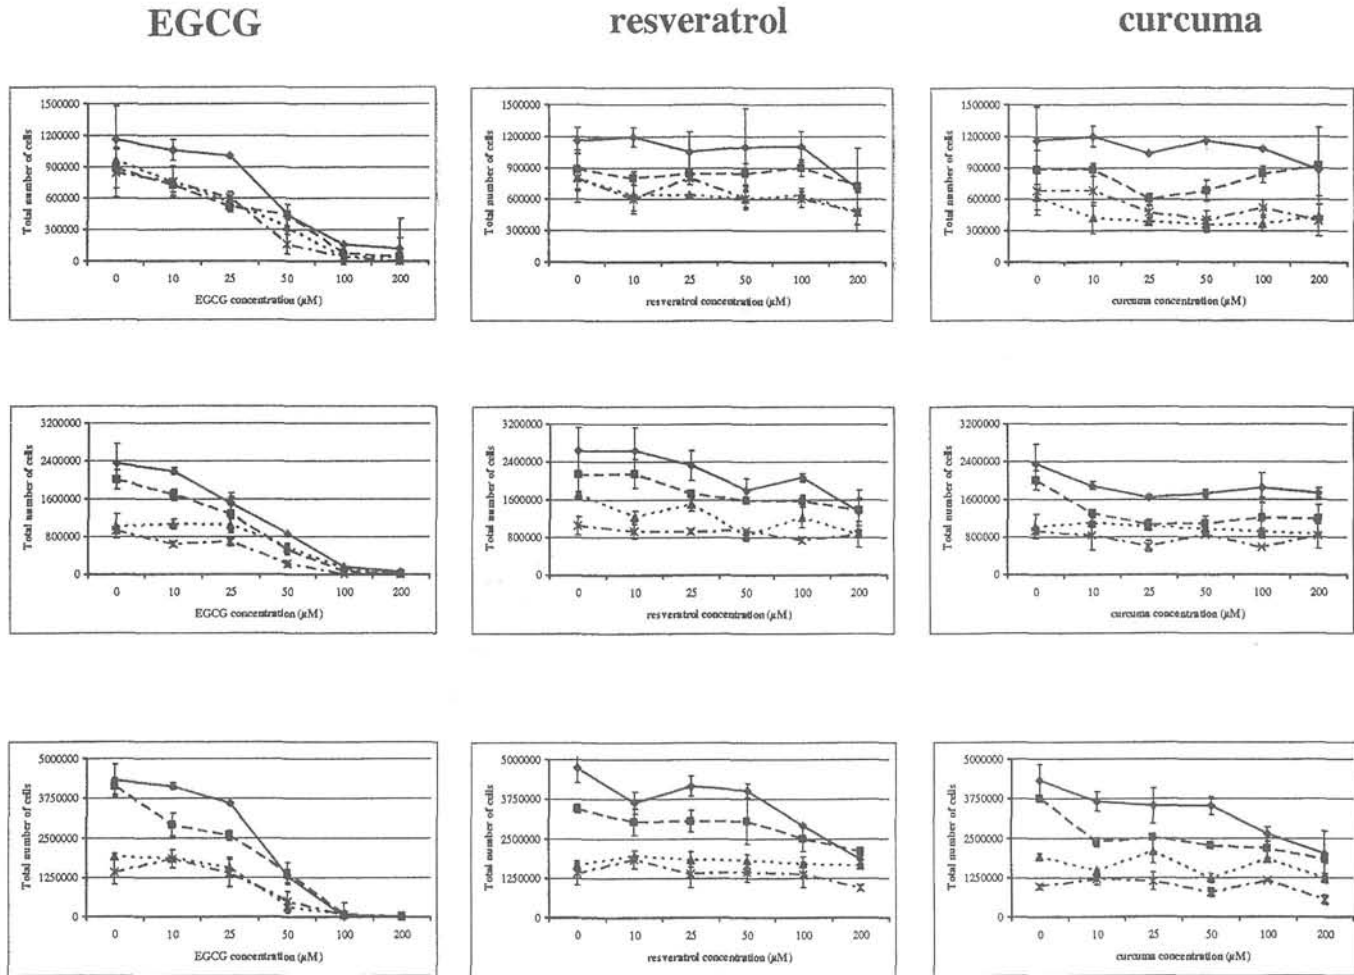 EGCG resveratrol curcuma
Total number of cells
1500000
1200000
900000
600000
300000
0
0 10 25 50 100 200
EGCG concentration (µM)
Total number of cells
1500000
1200000
900000
600000
300000
0
0 10 25 50 100 200
resveratrol concentration (µM)
Total number of cells
1500000
1200000
900000
600000
300000
0
0 10 25 50 100 200
curcuma concentration (µM)
Total number of cells
3200000
2400000
1600000
800000
0
0 10 25 50 100 200
EGCG concentration (µM)
Total number of cells
3200000
2400000
1600000
800000
0
0 10 25 50 100 200
resveratrol concentration (µM)
Total number of cells
3200000
2400000
1600000
800000
0
0 10 25 50 100 200
curcuma concentration (µM)
Total number of cells
5000000
3750000
2500000
1250000
0
0 10 25 50 100 200
EGCG concentration (µM)
Total number of cells
5000000
3750000
2500000
1250000
0
0 10 25 50 100 200
resveratrol concentration (µM)
Total number of cells
5000000
3750000
2500000
1250000
0
0 10 25 50 100 200
curcuma concentration (µM)